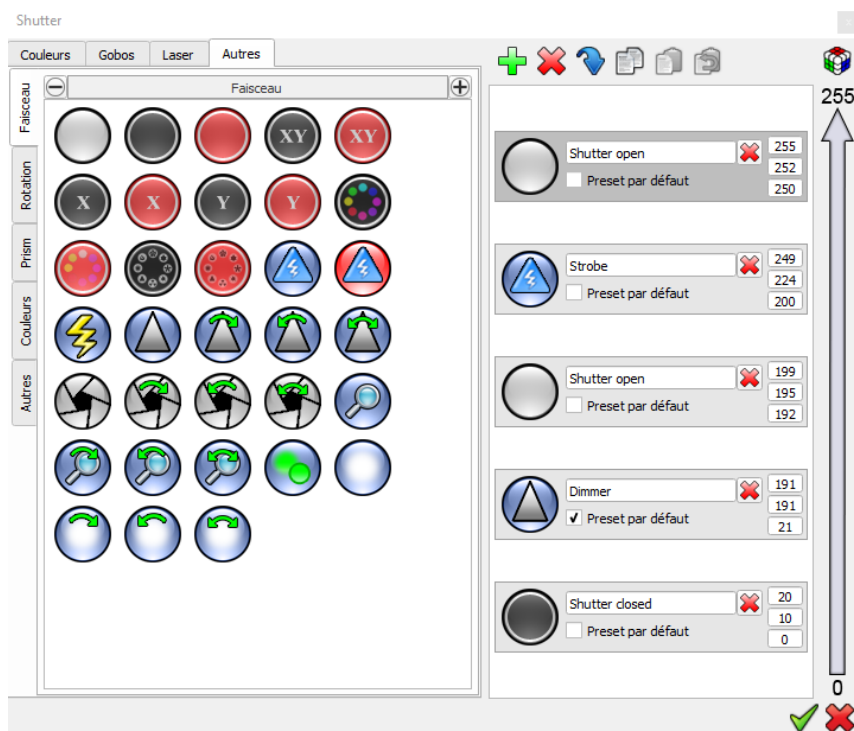 Shutter
Couleurs Gobos Laser Autres
Faisceau
Rotation
Prism
Couleurs
Autres
Faisceau
XY XY
X X Y Y
255
Shutter open
Preset par défaut
255
252
250
Strobe
Preset par défaut
249
224
200
Shutter open
Preset par défaut
199
195
192
Dimmer
Preset par défaut
191
191
21
Shutter closed
Preset par défaut
20
10
0
0